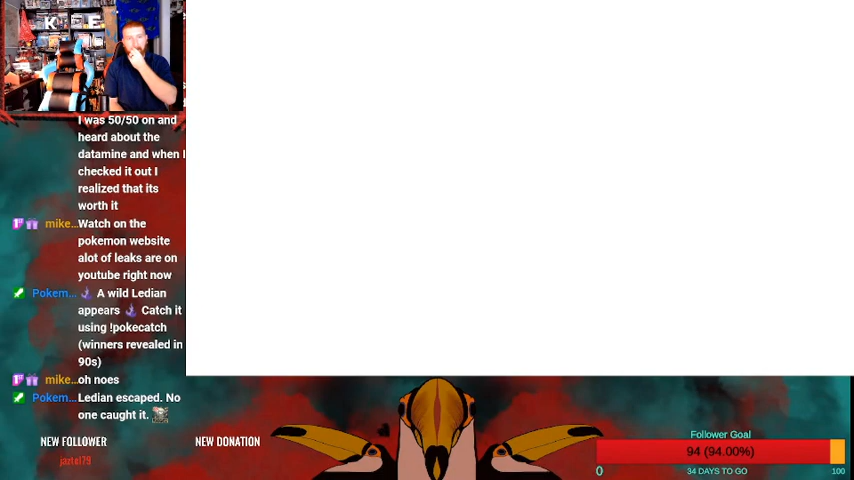 K E
I was 50/50 on and
heard about the
datamine and when I
checked it out I
realized that its
worth it
mike... Watch on the
pokemon website
alot of leaks are on
youtube right now
Pokem... A wild Ledian
appears Catch it
using !pokecatch
(winners revealed in
90s)
mike... oh noes
Pokem... Ledian escaped. No
one caught it.
NEW FOLLOWER
jaztel79
NEW DONATION
Follower Goal
94 (94.00%)
0 34 DAYS TO GO 100